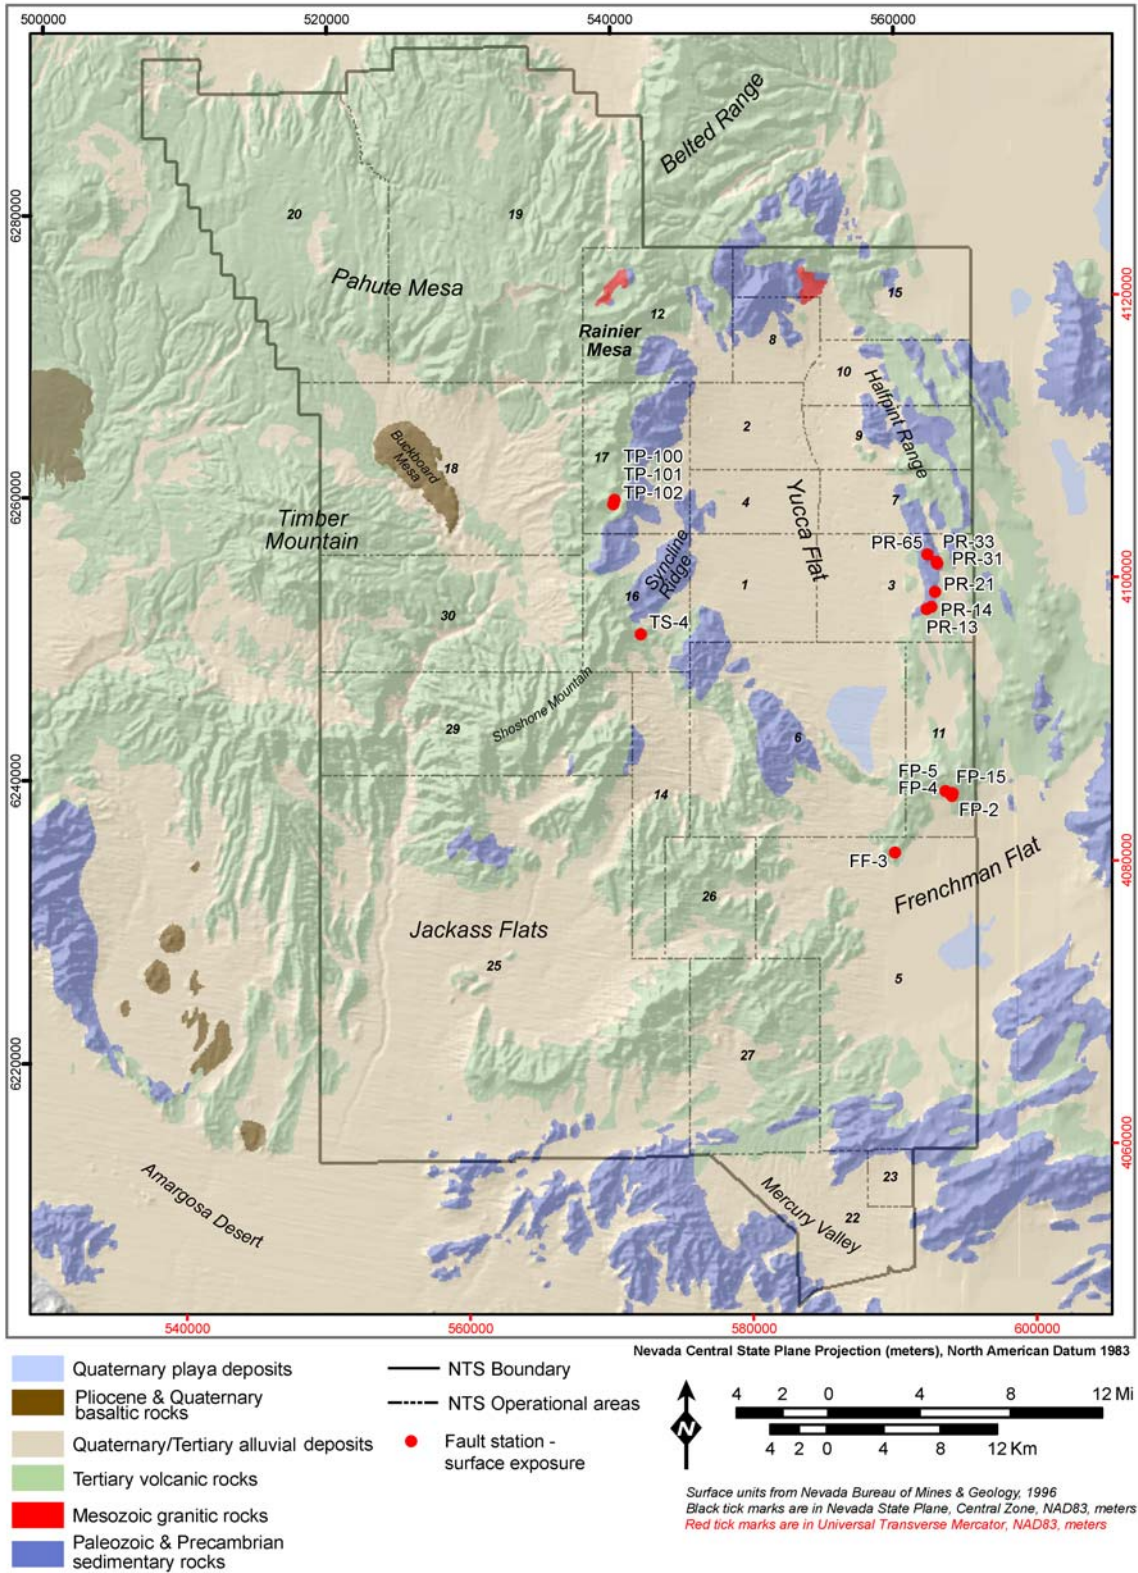 500000
520000
540000
560000
Belted Range
6280000
20
19
Pahute Mesa
15
4120000
12
Rainier
Mesa
8
10
Halfpint Range
2
9
Buckboard
Mesa
18
17
TP-100
TP-101
TP-102
4
Yucca Flat
7
6260000
Timber
Mountain
PR-65
PR-33
PR-31
Syncline
Ridge
16
1
3
4100000
PR-21
PR-14
PR-13
30
TS-4
Shoshone Mountain
29
6
11
FP-5
FP-15
FP-4
FP-2
6240000
14
FF-3
4080000
Frenchman Flat
26
Jackass Flats
25
5
27
6220000
4060000
Amargosa Desert
Mercury Valley
23
22
540000
560000
580000
600000
Nevada Central State Plane Projection (meters), North American Datum 1983
Quaternary playa deposits
Pliocene & Quaternary
basaltic rocks
Quaternary/Tertiary alluvial deposits
Tertiary volcanic rocks
Mesozoic granitic rocks
Paleozoic & Precambrian
sedimentary rocks
NTS Boundary
NTS Operational areas
Fault station -
surface exposure
N
4 2 0 4 8 12 Mi
4 2 0 4 8 12 Km
Surface units from Nevada Bureau of Mines & Geology, 1996
Black tick marks are in Nevada State Plane, Central Zone, NAD83, meters
Red tick marks are in Universal Transverse Mercator, NAD83, meters